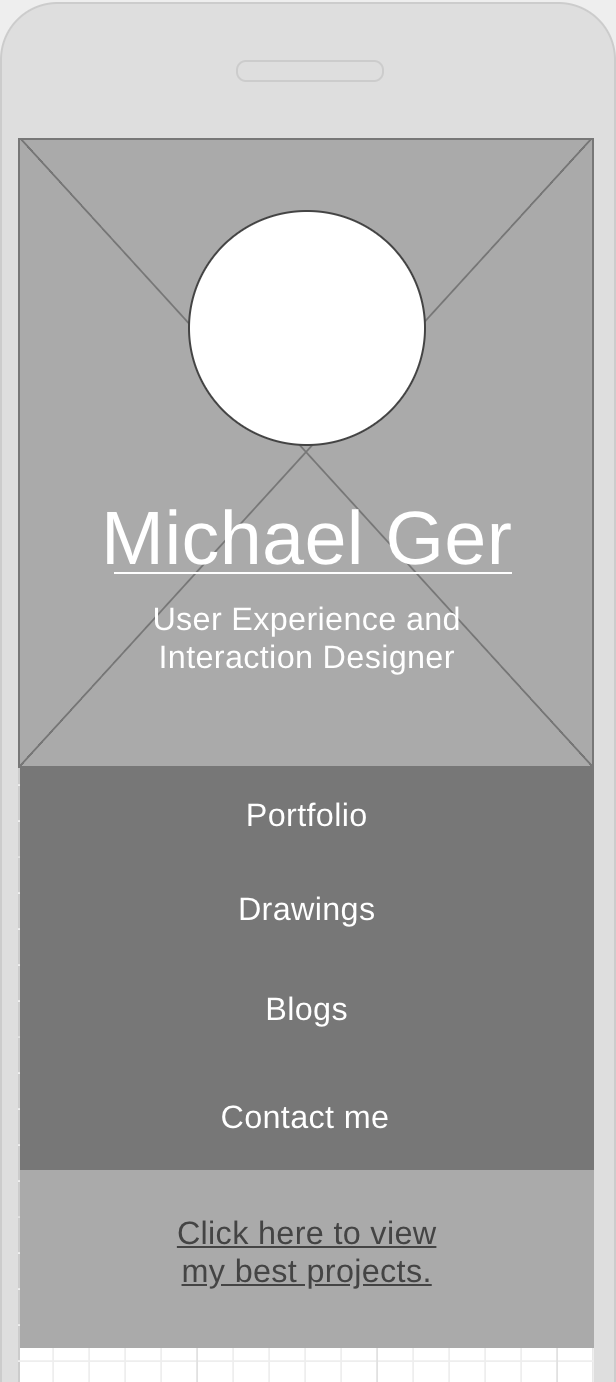 Michael Ger
User Experience and
Interaction Designer
Portfolio
Drawings
Blogs
Contact me
Click here to view
my best projects.